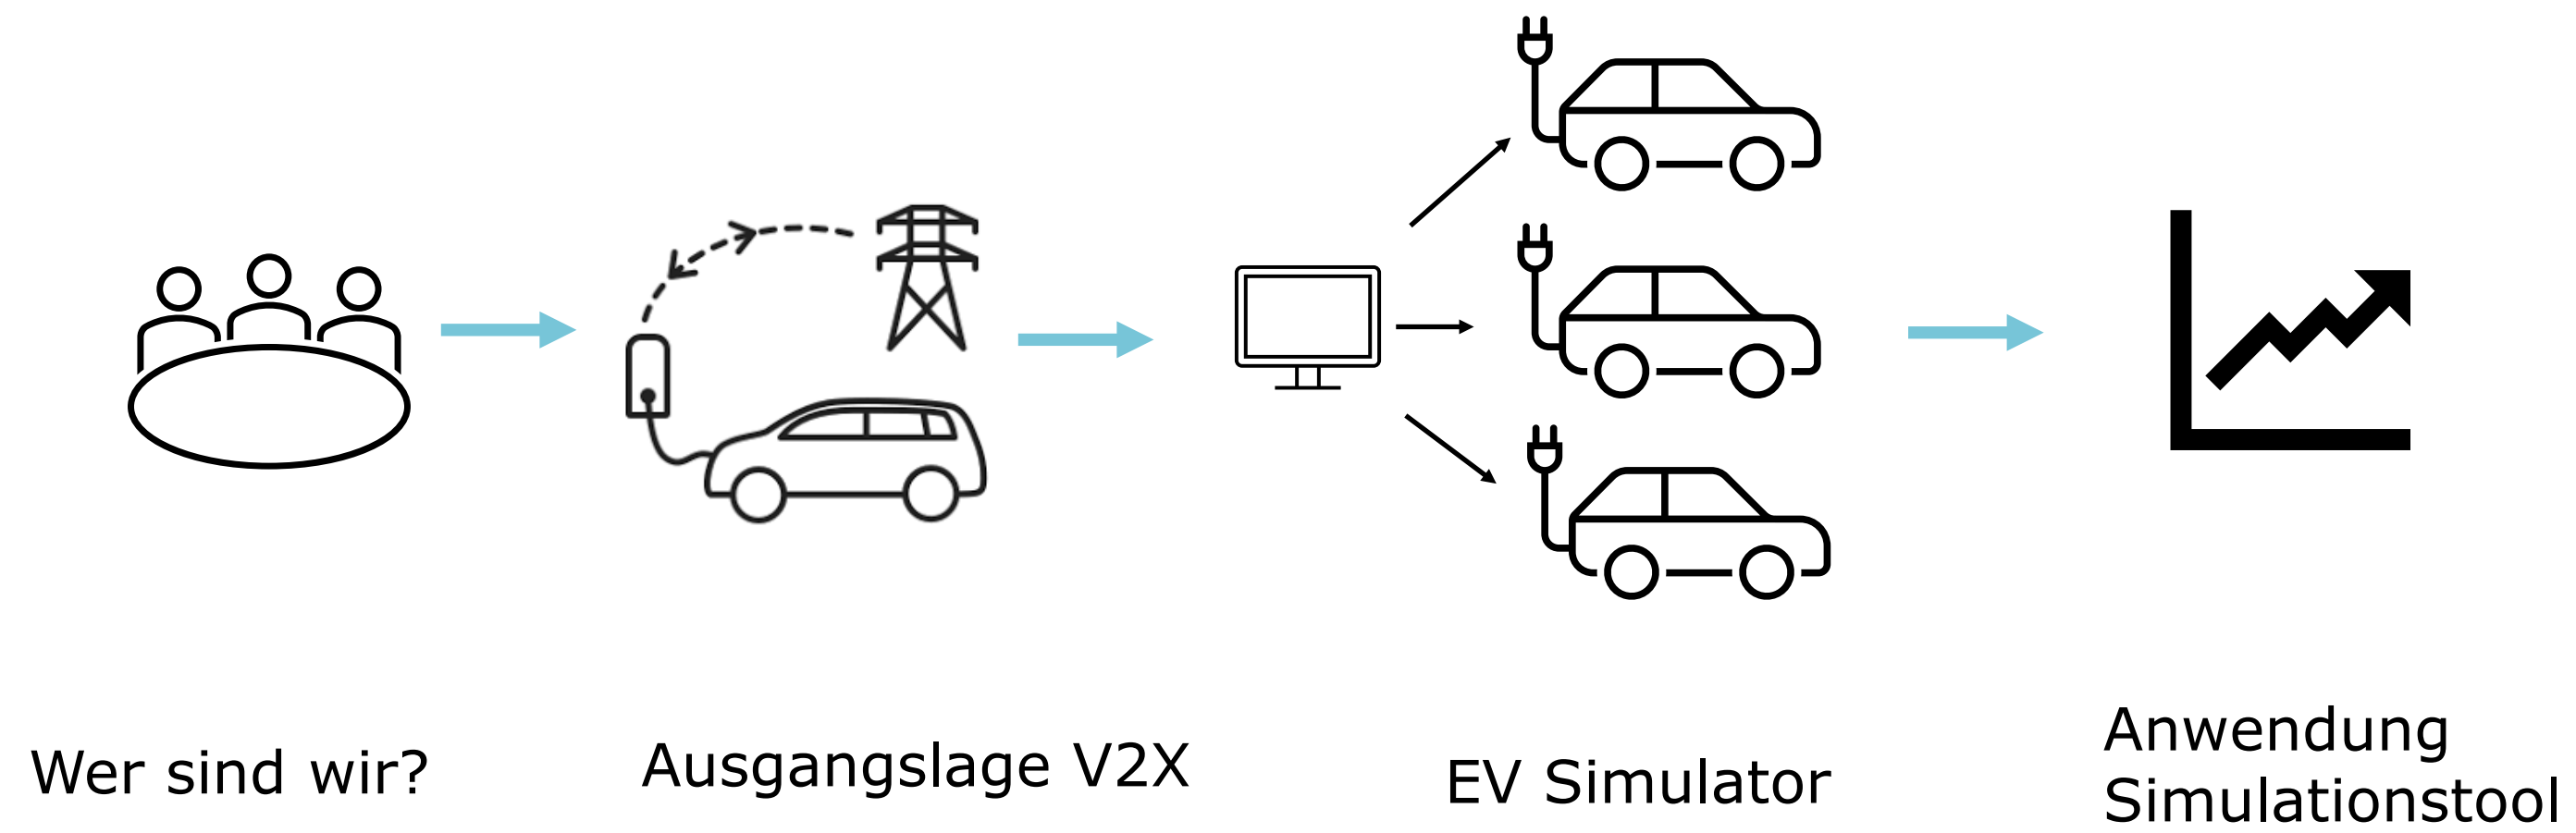 Wer sind wir?
Ausgangslage V2X
EV Simulator
Anwendung
Simulationstool